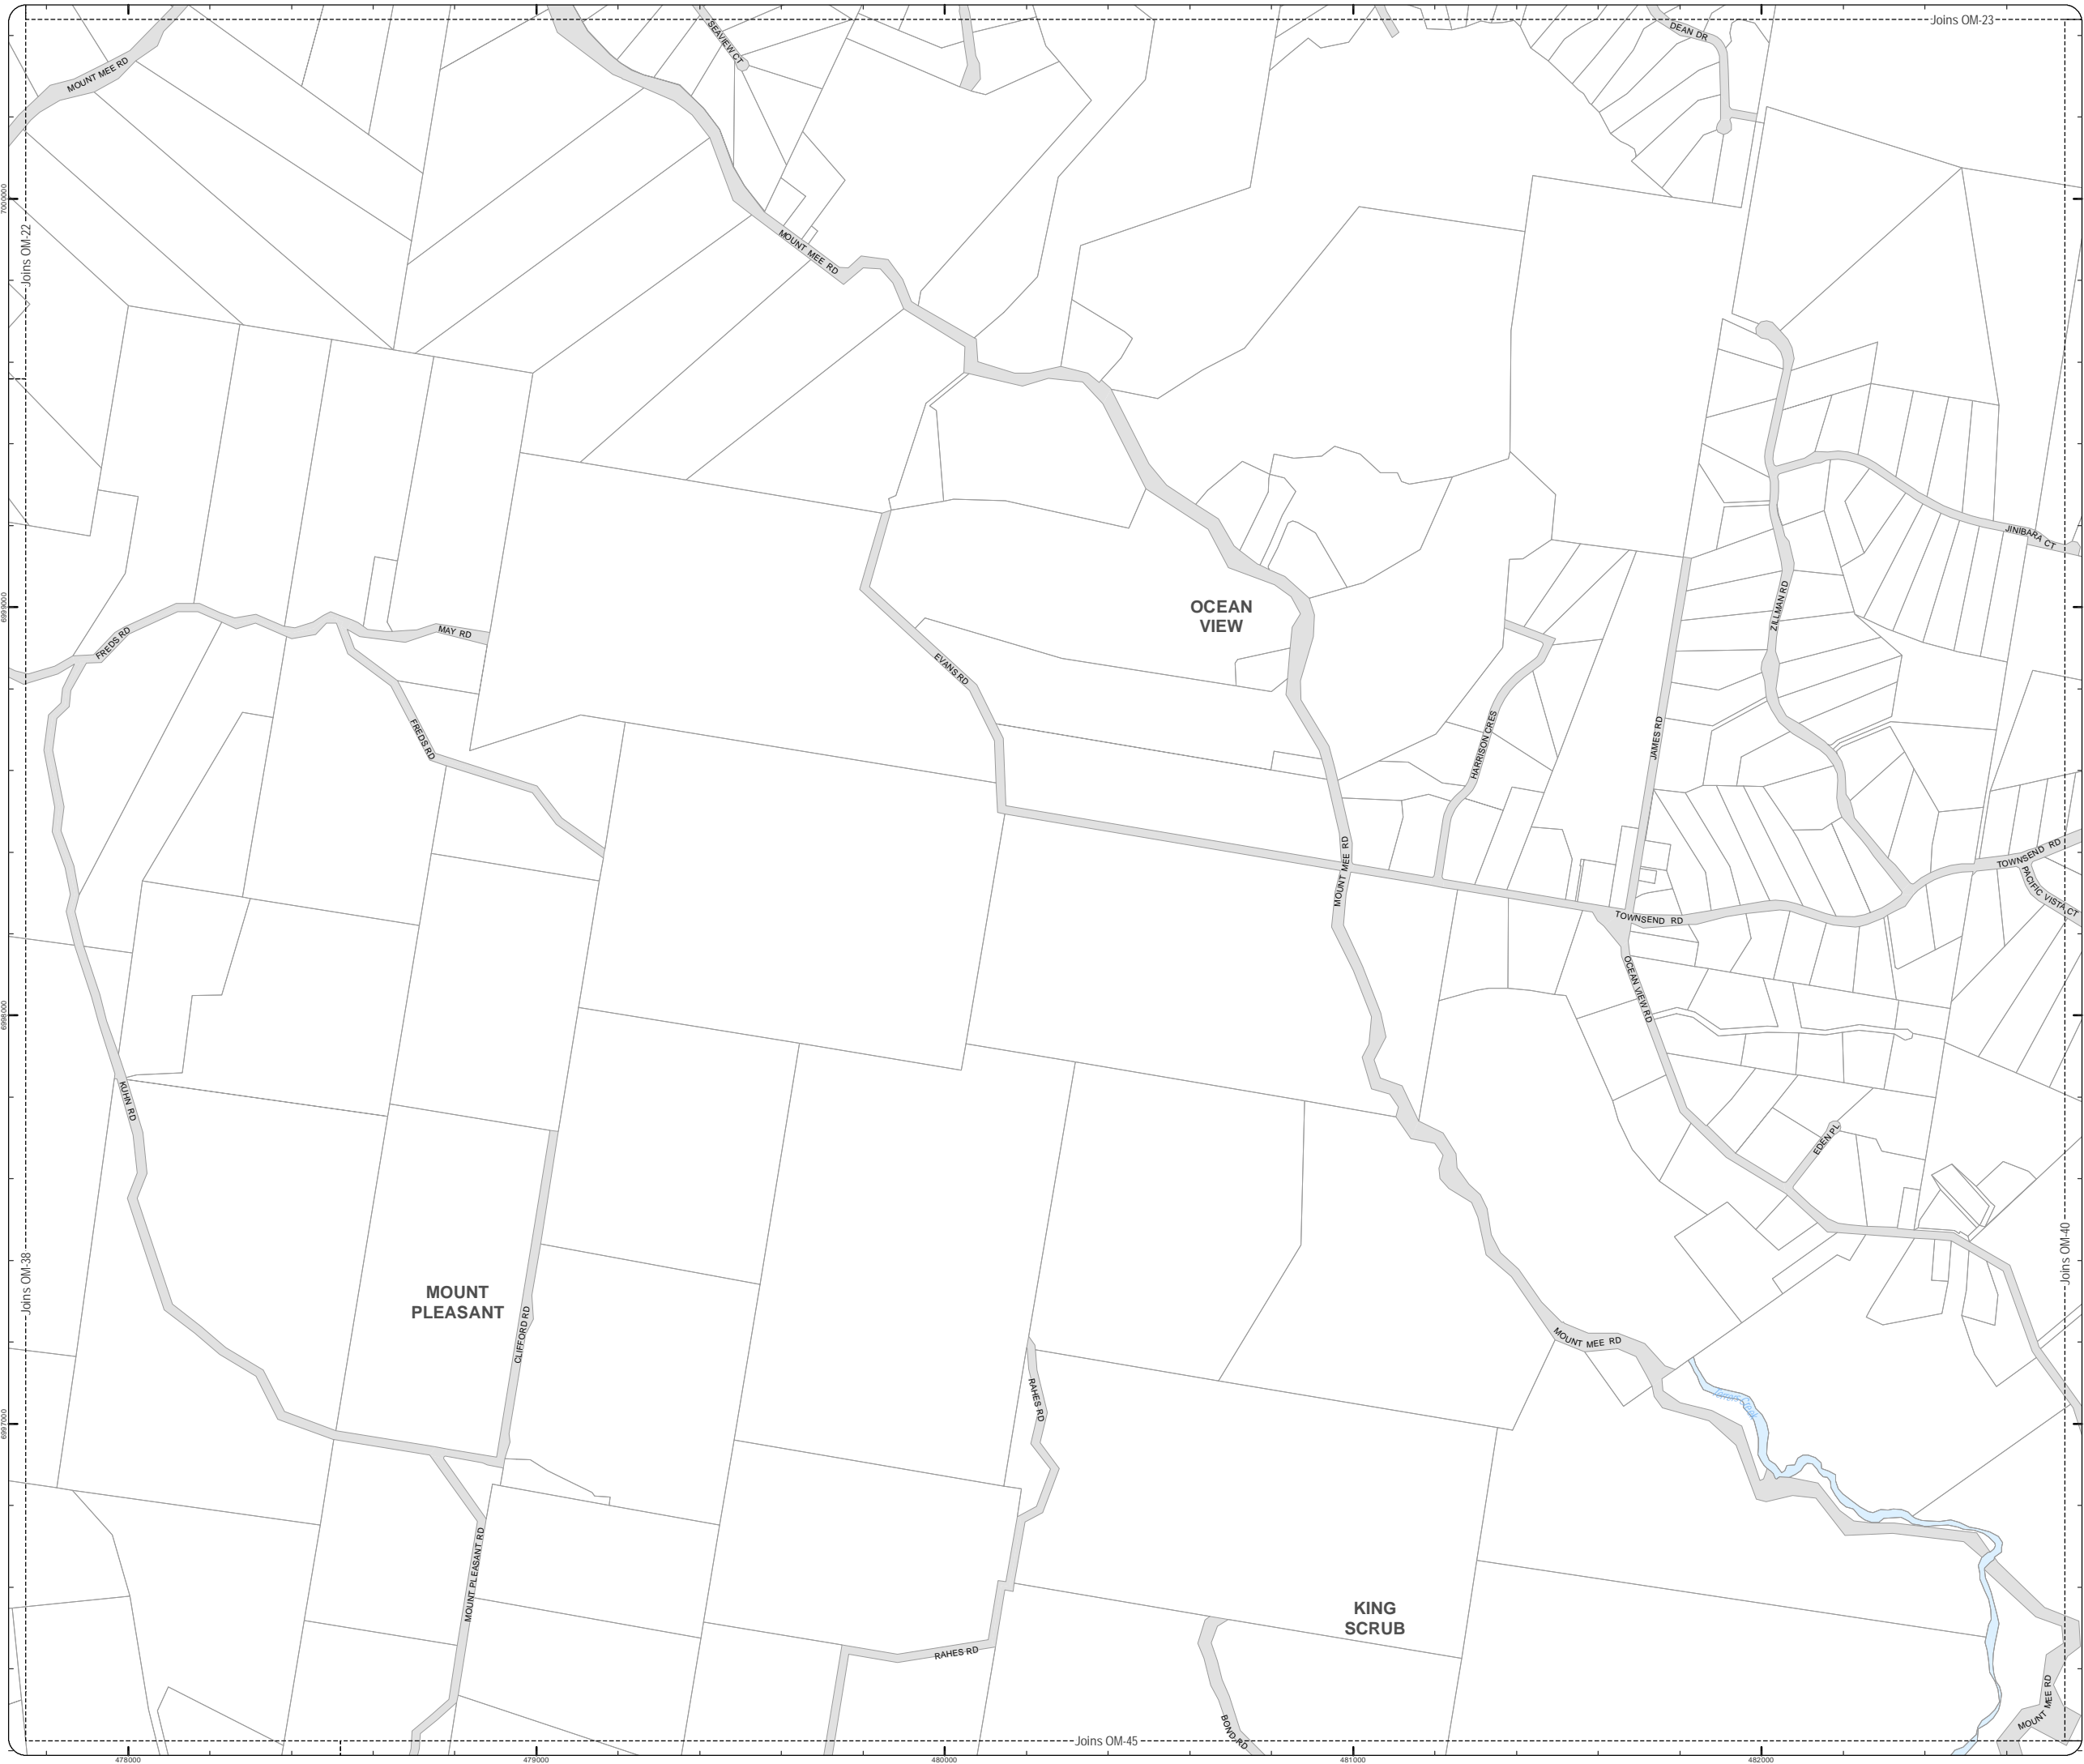 Joins OM-23
DEAN DR
SEAVIEW CT
MOUNT MEE RD
7000000
Joins OM-22
MOUNT MEE RD
JINIBARA CT
6999000
OCEAN
VIEW
ZILLMAN RD
FREDS RD
MAY RD
EVANS RD
FREDS RD
HARRISON CRES
JAMES RD
TOWNSEND RD
MOUNT MEE RD
PACIFIC VISTA CT
TOWNSEND RD
OCEAN VIEW RD
6998000
KUHN RD
EDEN PL
Joins OM-38
Joins OM-40
MOUNT
PLEASANT
CLIFFORD RD
MOUNT MEE RD
RAHES RD
6997000
MOUNT PLEASANT RD
KING
SCRUB
RAHES RD
MOUNT MEE RD
BOND RD
Joins OM-45
478000
479000
480000
481000
482000